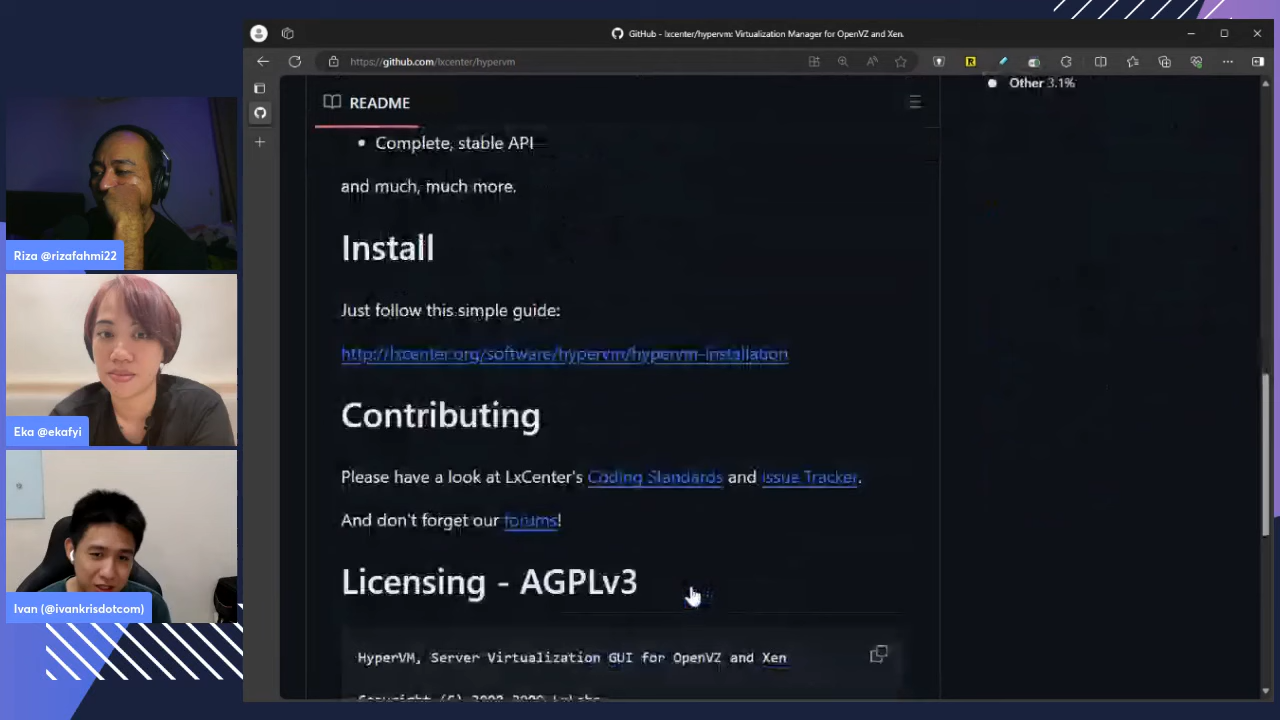 GitHub - lxcenter/hypervm: Virtualization Manager for OpenVZ and Xen.
https://github.com/lxcenter/hypervm
README
Other 3.1%
Complete, stable API
and much, much more.
Install
Just follow this simple guide:
http://lxcenter.org/software/hypervm/hypervm-installation
Contributing
Please have a look at LxCenter's Coding Standards and Issue Tracker.
And don't forget our forums!
Licensing - AGPLv3
HyperVM, Server Virtualization GUI for OpenVZ and Xen
Riza @rizafahmi22
Eka @ekafyi
Ivan (@ivankrisdotcom)